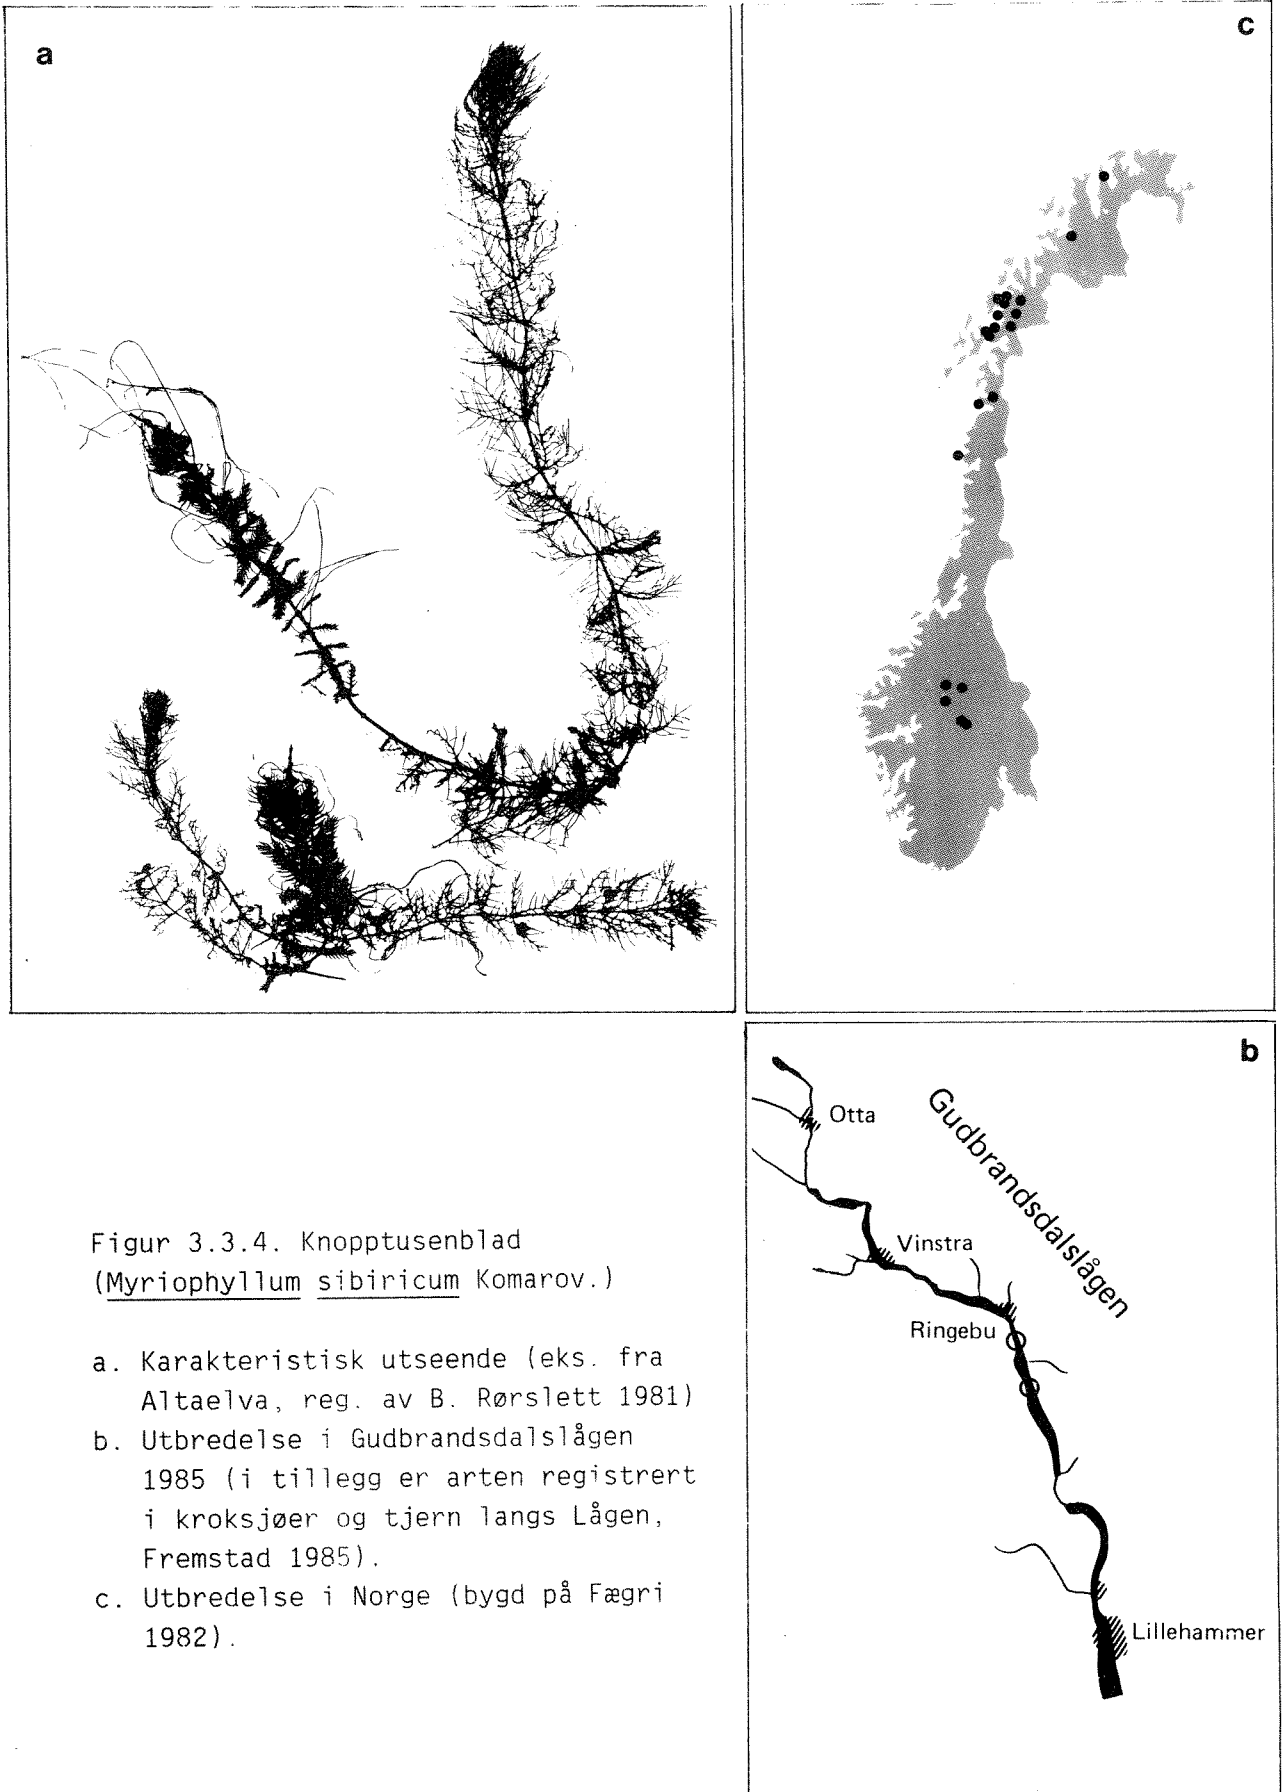 a
c
b
Otta
Gudbrandsdalslågen
Vinstra
Ringebu
Lillehammer
Figur 3.3.4. Knopptusenblad
(Myriophyllum sibiricum Komarov.)
a. Karakteristisk utseende (eks. fra
Altaelva, reg. av B. Rørslett 1981)
b. Utbredelse i Gudbrandsdalslågen
1985 (i tillegg er arten registrert
i kroksjøer og tjern langs Lågen,
Fremstad 1985).
c. Utbredelse i Norge (bygd på Fægri
1982).